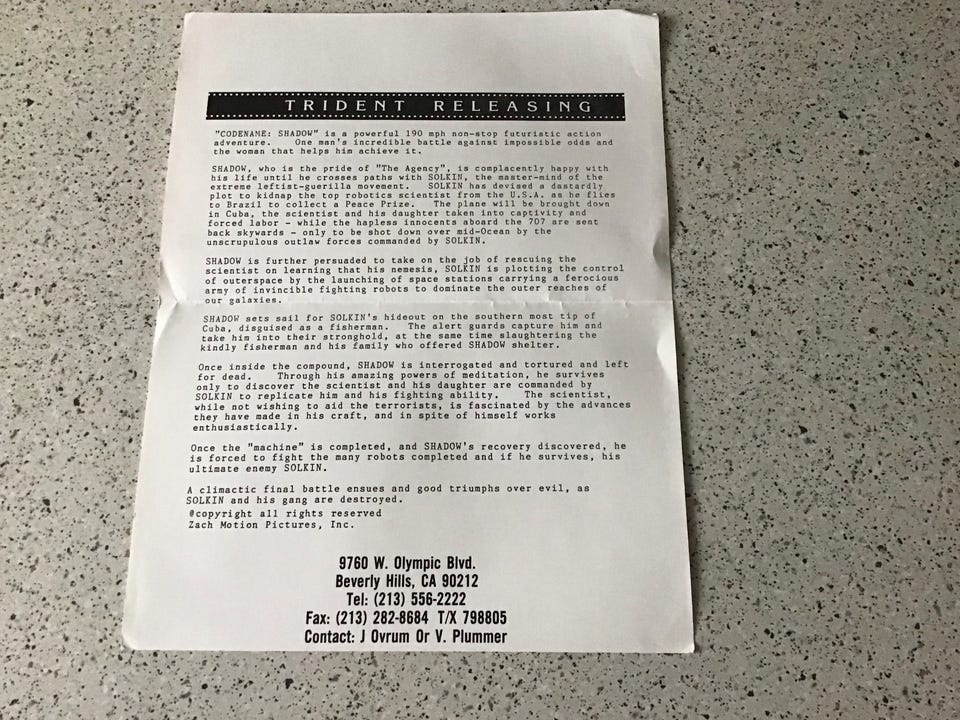 TRIDENT RELEASING
"CODENAME: SHADOW" is a powerful 190 mph non-stop futuristic action
adventure. One man's incredible battle against impossible odds and
the woman that helps him achieve it.
SHADOW, who is the pride of "The Agency", is complacently happy with
his life until he crosses paths with SOLKIN, the master-mind of the
extreme leftist-guerilla movement. SOLKIN has devised a dastardly
plot to kidnap the top robotics scientist from the U.S.A. as he flies
to Brazil to collect a Peace Prize. The plane will be brought down
in Cuba, the scientist and his daughter taken into captivity and
forced labor - while the hapless innocents aboard the 707 are sent
back skywards - only to be shot down over mid-Ocean by the
unscrupulous outlaw forces commanded by SOLKIN.
SHADOW is further persuaded to take on the job of rescuing the
scientist on learning that his nemesis, SOLKIN is plotting the control
of outerspace by the launching of space stations carrying a ferocious
army of invincible fighting robots to dominate the outer reaches of
our galaxies.
SHADOW sets sail for SOLKIN's hideout on the southern most tip of
Cuba, disguised as a fisherman. The alert guards capture him and
take him into their stronghold, at the same time slaughtering the
kindly fisherman and his family who offered SHADOW shelter.
Once inside the compound, SHADOW is interrogated and tortured and left
for dead. Through his amazing powers of meditation, he survives
only to discover the scientist and his daughter are commanded by
SOLKIN to replicate him and his fighting ability. The scientist,
while not wishing to aid the terrorists, is fascinated by the advances
they have made in his craft, and in spite of himself works
enthusiastically.
Once the "machine" is completed, and SHADOW's recovery discovered, he
is forced to fight the many robots completed and if he survives, his
ultimate enemy SOLKIN.
A climactic final battle ensues and good triumphs over evil, as
SOLKIN and his gang are destroyed.
@copyright all rights reserved
Zach Motion Pictures, Inc.
9760 W. Olympic Blvd.
Beverly Hills, CA 90212
Tel: (213) 556-2222
Fax: (213) 282-8684 T/X 798805
Contact: J Ovrum Or V. Plummer